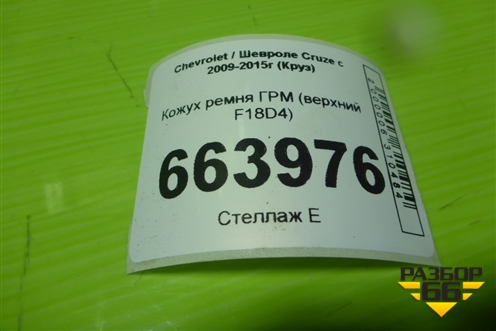 Chevrolet / Шевроле Cruze с
2009-2015г (Круз)
Кожух ремня ГРМ (верхний
F18D4)
663976
Стеллаж Е
РАЗБОР
66